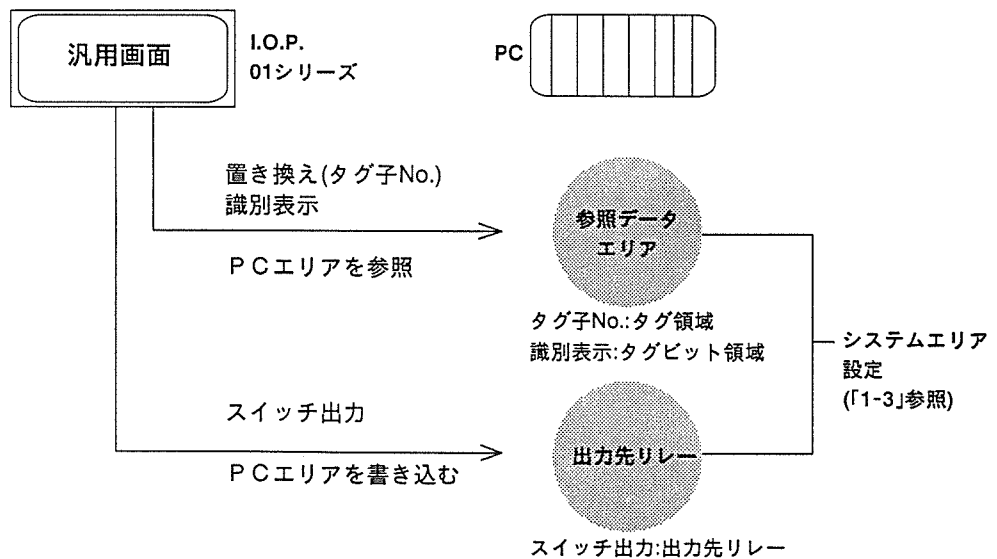 汎用画面
I.O.P.
01シリーズ
PC
置き換え(タグ子No.)
識別表示
PCエリアを参照
参照データ
エリア
タグ子No.:タグ領域
識別表示:タグビット領域
システムエリア
設定
(「1-3」参照)
スイッチ出力
PCエリアを書き込む
出力先リレー
スイッチ出力:出力先リレー